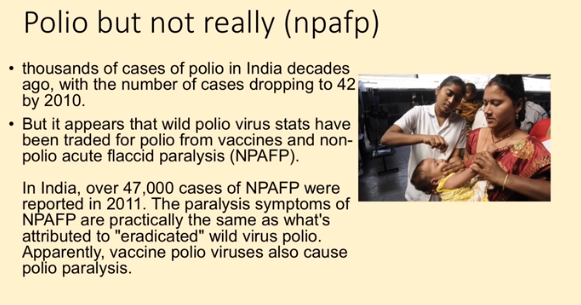 Polio but not really (npafp)
• thousands of cases of polio in India decades
ago, with the number of cases dropping to 42
by 2010.
• But it appears that wild polio virus stats have
been traded for polio from vaccines and non-
polio acute flaccid paralysis (NPAFP).
In India, over 47,000 cases of NPAFP were
reported in 2011. The paralysis symptoms of
NPAFP are practically the same as what's
attributed to "eradicated" wild virus polio.
Apparently, vaccine polio viruses also cause
polio paralysis.